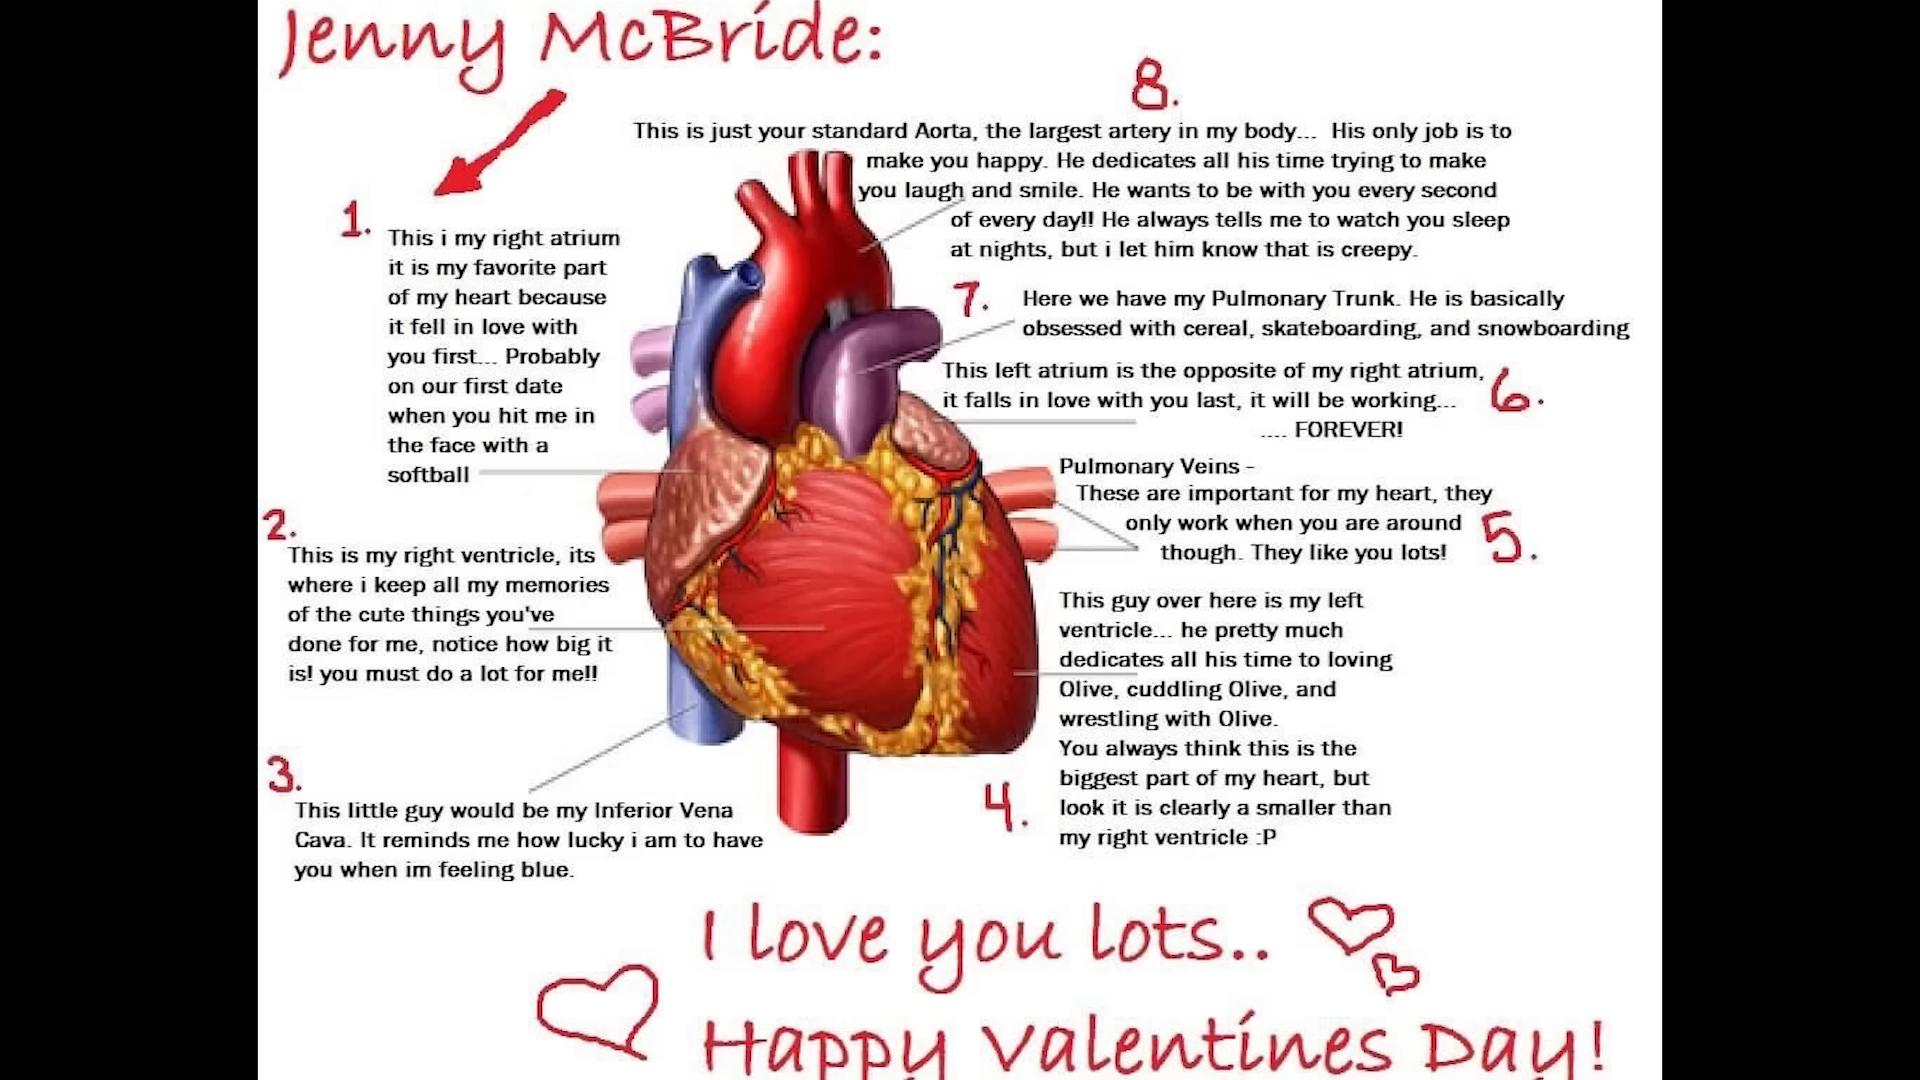 Jenny McBride:
1.
This i my right atrium
it is my favorite part
of my heart because
it fell in love with
you first... Probably
on our first date
when you hit me in
the face with a
softball
2.
This is my right ventricle, its
where i keep all my memories
of the cute things you've
done for me, notice how big it
is! you must do a lot for me!!
3.
This little guy would be my Inferior Vena
Cava. It reminds me how lucky i am to have
you when im feeling blue.
4.
This guy over here is my left
ventricle... he pretty much
dedicates all his time to loving
Olive, cuddling Olive, and
wrestling with Olive.
You always think this is the
biggest part of my heart, but
look it is clearly a smaller than
my right ventricle :P
5.
Pulmonary Veins -
These are important for my heart, they
only work when you are around
though. They like you lots!
6.
This left atrium is the opposite of my right atrium,
it falls in love with you last, it will be working...
.... FOREVER!
7.
Here we have my Pulmonary Trunk. He is basically
obsessed with cereal, skateboarding, and snowboarding
8.
This is just your standard Aorta, the largest artery in my body... His only job is to
make you happy. He dedicates all his time trying to make
you laugh and smile. He wants to be with you every second
of every day!! He always tells me to watch you sleep
at nights, but i let him know that is creepy.
I love you lots..
Happy Valentines Day!